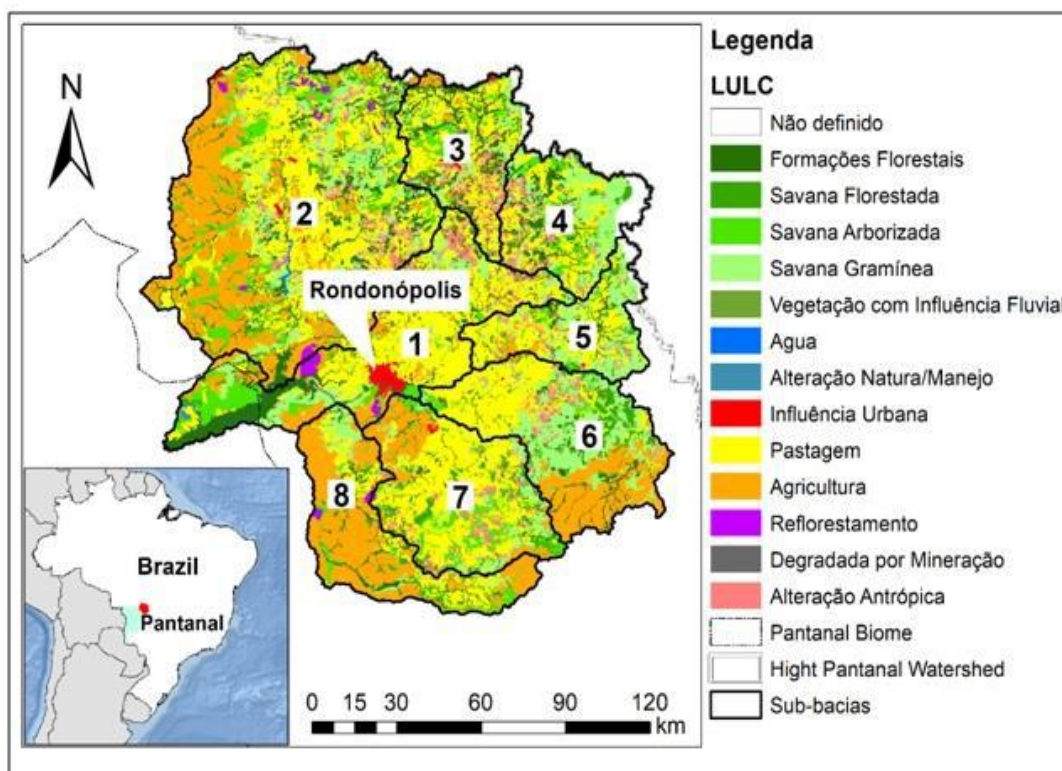 N
3
4
2
Rondonópolis
1
5
6
8
7
Brazil
Pantanal
0 15 30 60 90 120
km
Legenda
LULC
Não definido
Formações Florestais
Savana Florestada
Savana Arborizada
Savana Gramínea
Vegetação com Influência Fluvial
Agua
Alteração Natura/Manejo
Influência Urbana
Pastagem
Agricultura
Reflorestamento
Degradada por Mineração
Alteração Antrópica
Pantanal Biome
Hight Pantanal Watershed
Sub-bacias